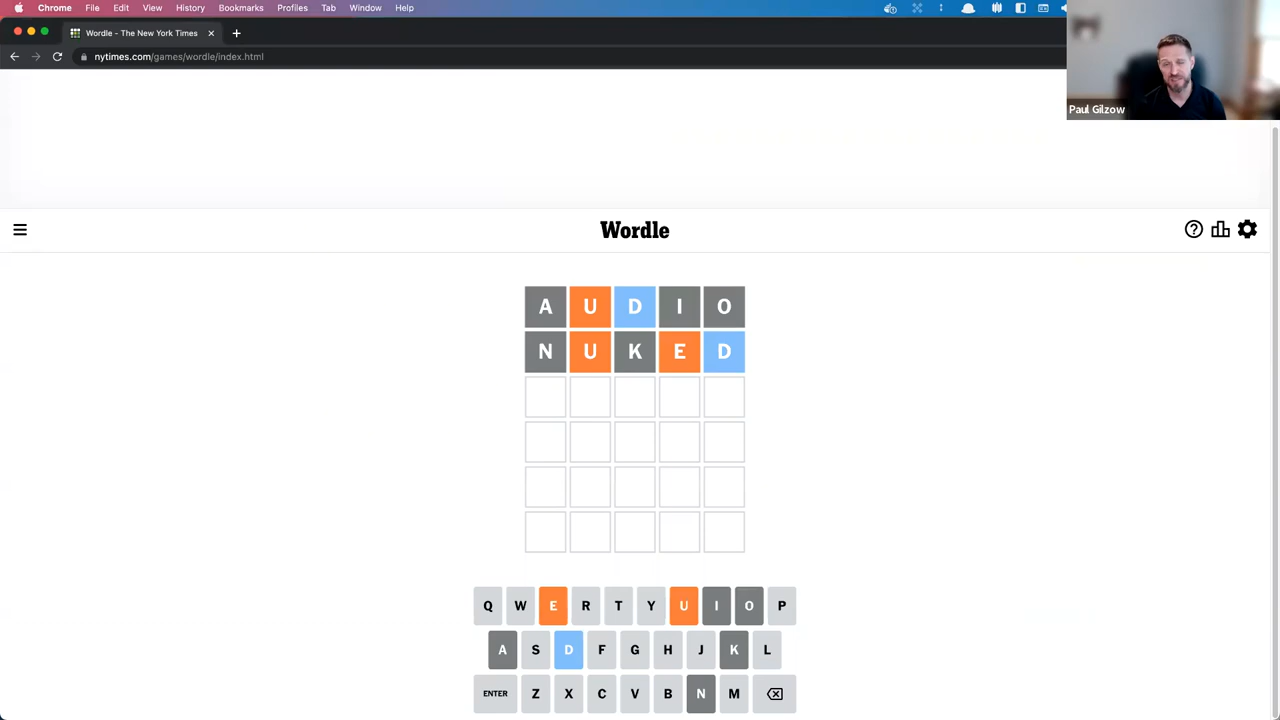 Chrome File Edit View History Bookmarks Profiles Tab Window Help
Wordle - The New York Times
nytimes.com/games/wordle/index.html
Paul Gilzow
Wordle
A U D I O
N U K E D
Q W E R T Y U I O P
A S D F G H J K L
ENTER Z X C V B N M